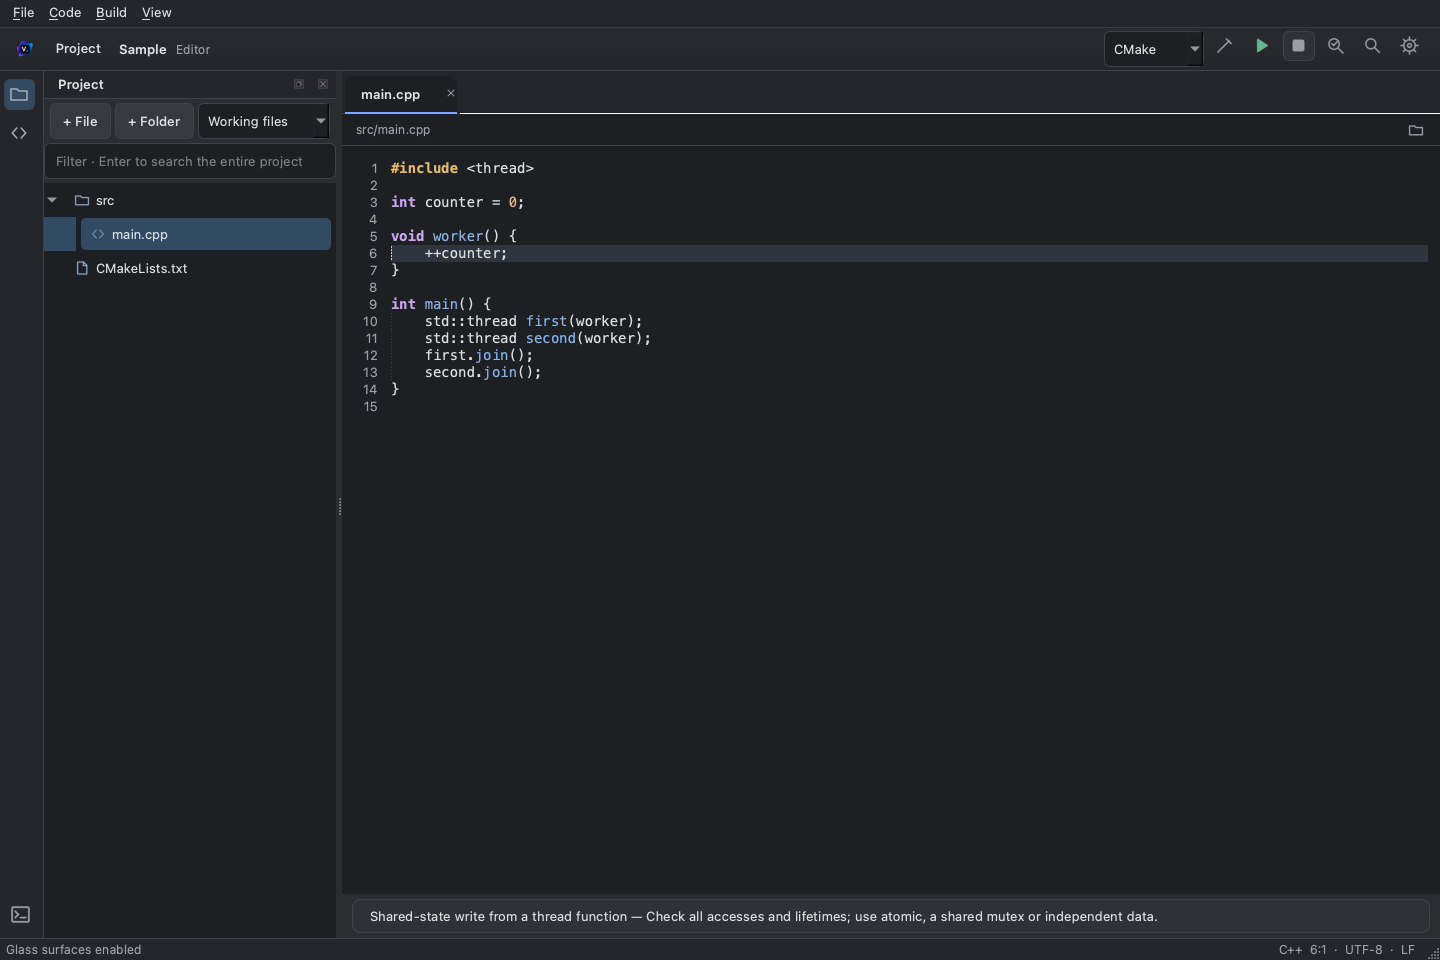 File Code Build View
V.
Project Sample Editor
CMake
Project
+ File + Folder Working files
Filter · Enter to search the entire project
src
main.cpp
CMakeLists.txt
main.cpp ×
src/main.cpp
1 #include <thread>
2
3 int counter = 0;
4
5 void worker() {
6     ++counter;
7 }
8
9 int main() {
10     std::thread first(worker);
11     std::thread second(worker);
12     first.join();
13     second.join();
14 }
15
Shared-state write from a thread function — Check all accesses and lifetimes; use atomic, a shared mutex or independent data.
Glass surfaces enabled
C++ 6:1 · UTF-8 · LF